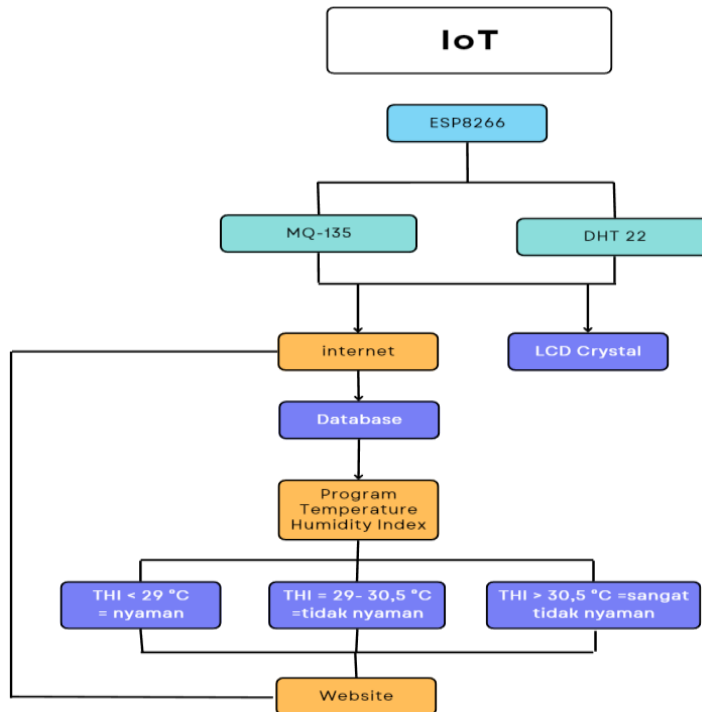 IoT
ESP8266
MQ-135
DHT 22
internet
LCD Crystal
Database
Program
Temperature
Humidity Index
THI < 29 °C
= nyaman
THI = 29- 30,5 °C
=tidak nyaman
THI > 30,5 °C =sangat
tidak nyaman
Website